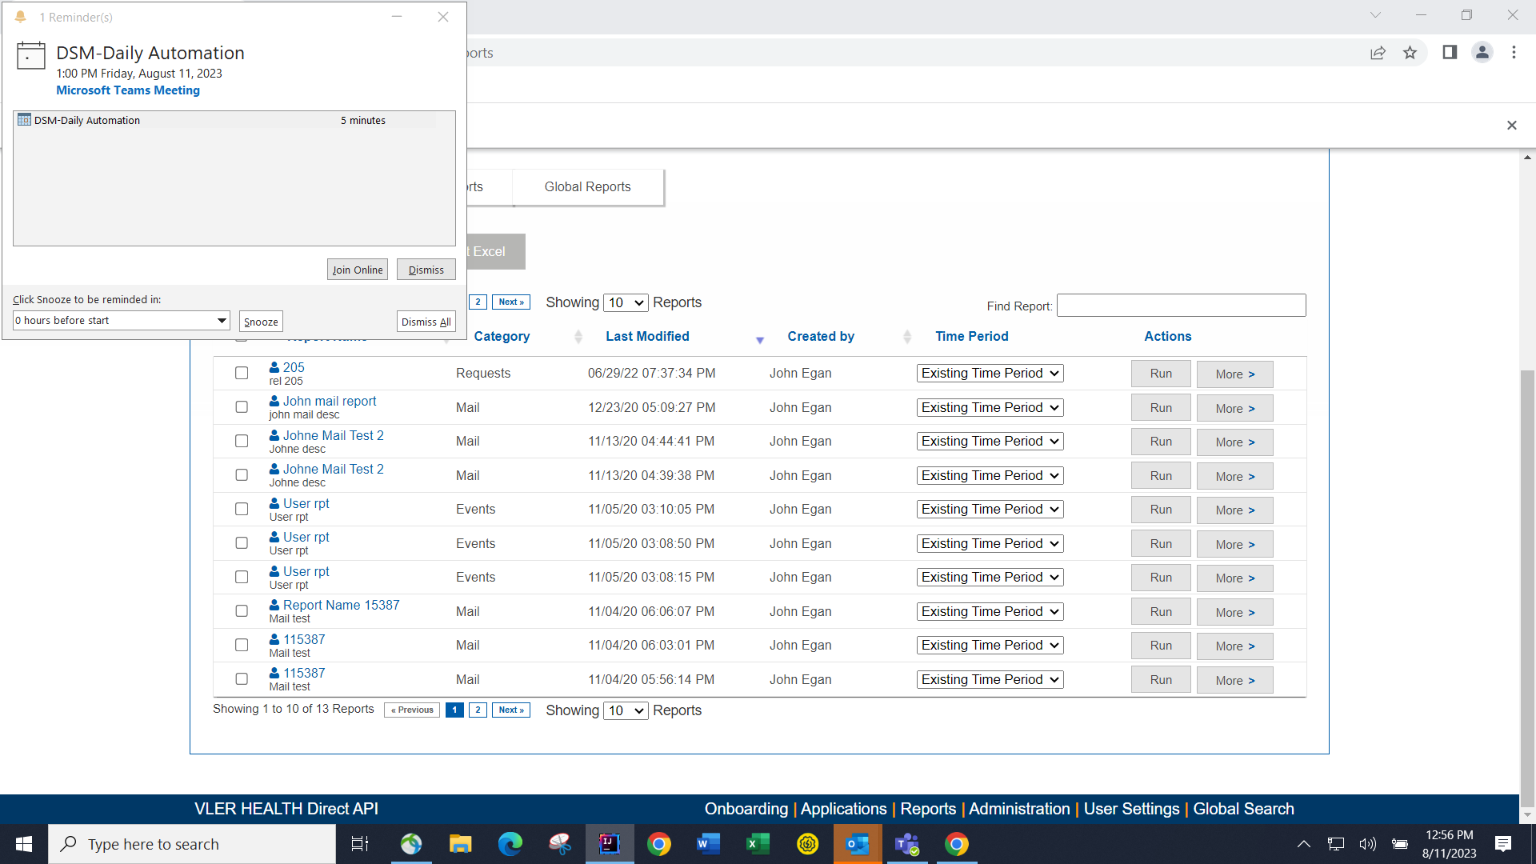 1 Reminder(s)
DSM-Daily Automation
1:00 PM Friday, August 11, 2023
Microsoft Teams Meeting
DSM-Daily Automation 5 minutes
Join Online Dismiss
Click Snooze to be reminded in:
0 hours before start Snooze Dismiss All
orts
rts Global Reports
t Excel
2 Next » Showing 10 Reports Find Report:
Category Last Modified Created by Time Period Actions
205 Requests 06/29/22 07:37:34 PM John Egan Existing Time Period Run More >
rel 205
John mail report Mail 12/23/20 05:09:27 PM John Egan Existing Time Period Run More >
john mail desc
Johne Mail Test 2 Mail 11/13/20 04:44:41 PM John Egan Existing Time Period Run More >
Johne desc
Johne Mail Test 2 Mail 11/13/20 04:39:38 PM John Egan Existing Time Period Run More >
Johne desc
User rpt Events 11/05/20 03:10:05 PM John Egan Existing Time Period Run More >
User rpt
User rpt Events 11/05/20 03:08:50 PM John Egan Existing Time Period Run More >
User rpt
User rpt Events 11/05/20 03:08:15 PM John Egan Existing Time Period Run More >
User rpt
Report Name 15387 Mail 11/04/20 06:06:07 PM John Egan Existing Time Period Run More >
Mail test
115387 Mail 11/04/20 06:03:01 PM John Egan Existing Time Period Run More >
Mail test
115387 Mail 11/04/20 05:56:14 PM John Egan Existing Time Period Run More >
Mail test
Showing 1 to 10 of 13 Reports « Previous 1 2 Next » Showing 10 Reports
VLER HEALTH Direct API Onboarding | Applications | Reports | Administration | User Settings | Global Search
Type here to search
12:56 PM
8/11/2023